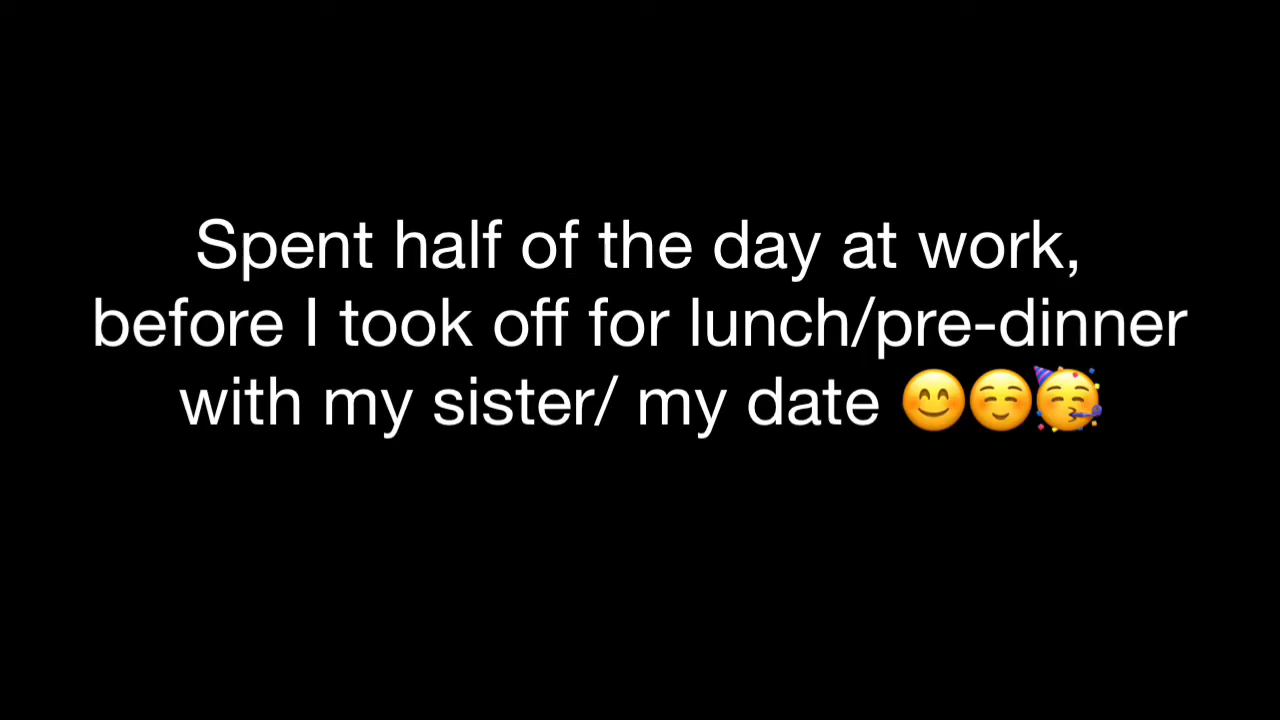 Spent half of the day at work,
before I took off for lunch/pre-dinner
with my sister/ my date 😊☺️🥳